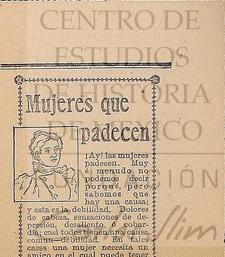 CENTRO DE
ESTUDIOS
DE HISTORIA
DE MEXICO
FUNDACIÓN
Slim
Mujeres que
padecen
¡Ay! las mujeres
padecen. Muy
á menudo no
podemos decir
porqué, pero
sabemos que
hay una causa;
y esta es la debilidad. Dolores
de cabeza, sensaciones de de-
presión, desaliento ó cobar-
día; casi todos tienen una causa
común—debilidad. En tales
casos una mujer necesita un
amigo en el cual puede tener